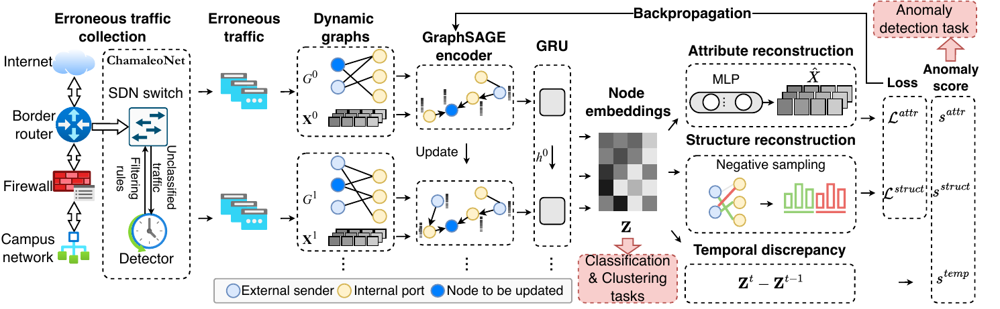 Erroneous traffic
collection
Internet
Border
router
Firewall
Campus
network
ChamaleoNet
SDN switch
Unclassified
traffic
Filtering
rules
Detector
Erroneous
traffic
Dynamic
graphs
G^0
X^0
G^1
X^1
⋮
GraphSAGE
encoder
Update
⋮
GRU
h^0
⋮
Backpropagation
Node
embeddings
Z
Classification
& Clustering
tasks
Attribute reconstruction
MLP
X̂
Structure reconstruction
Negative sampling
Temporal discrepancy
Z^t − Z^{t−1}
Loss
ℒ^{attr}
ℒ^{struct}
Anomaly
detection task
Anomaly
score
s^{attr}
s^{struct}
s^{temp}
External sender
Internal port
Node to be updated